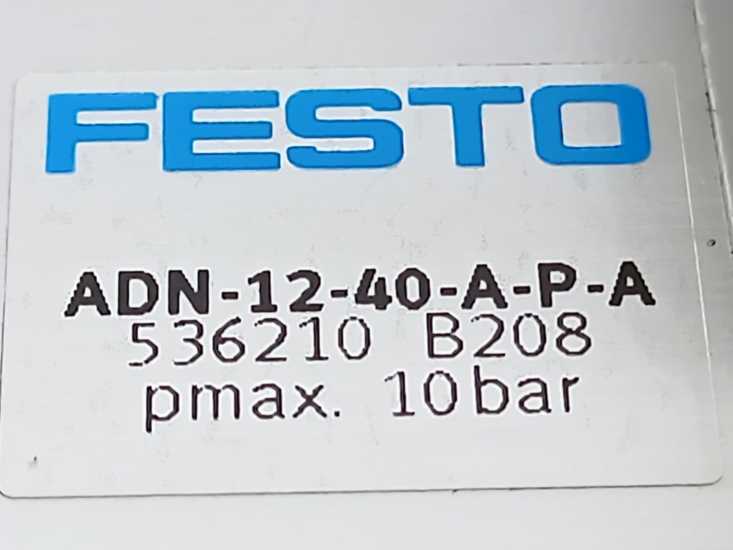 FESTO
ADN-12-40-A-P-A
536210 B208
pmax. 10bar